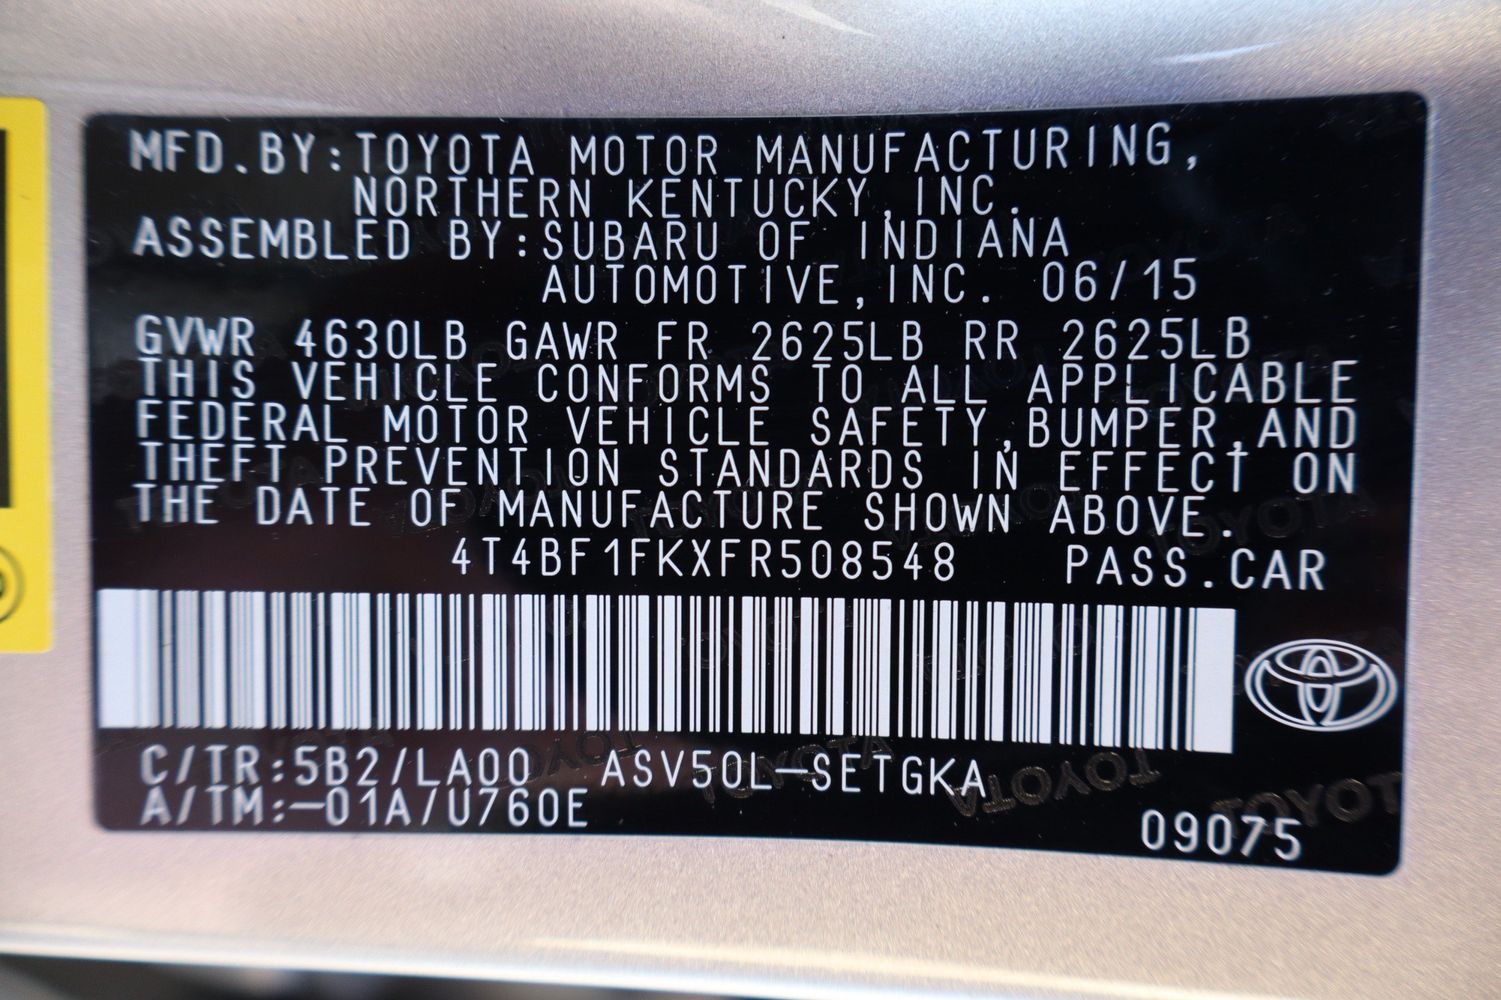 MFD.BY:TOYOTA MOTOR MANUFACTURING,
NORTHERN KENTUCKY,INC.
ASSEMBLED BY:SUBARU OF INDIANA
AUTOMOTIVE,INC. 06/15
GVWR 4630LB GAWR FR 2625LB RR 2625LB
THIS VEHICLE CONFORMS TO ALL APPLICABLE
FEDERAL MOTOR VEHICLE SAFETY,BUMPER,AND
THEFT PREVENTION STANDARDS IN EFFECT ON
THE DATE OF MANUFACTURE SHOWN ABOVE.
4T4BF1FKXFR508548 PASS.CAR
C/TR:5B2/LA00 ASV50L-SETGKA
A/TM:-01A/U760E
09075